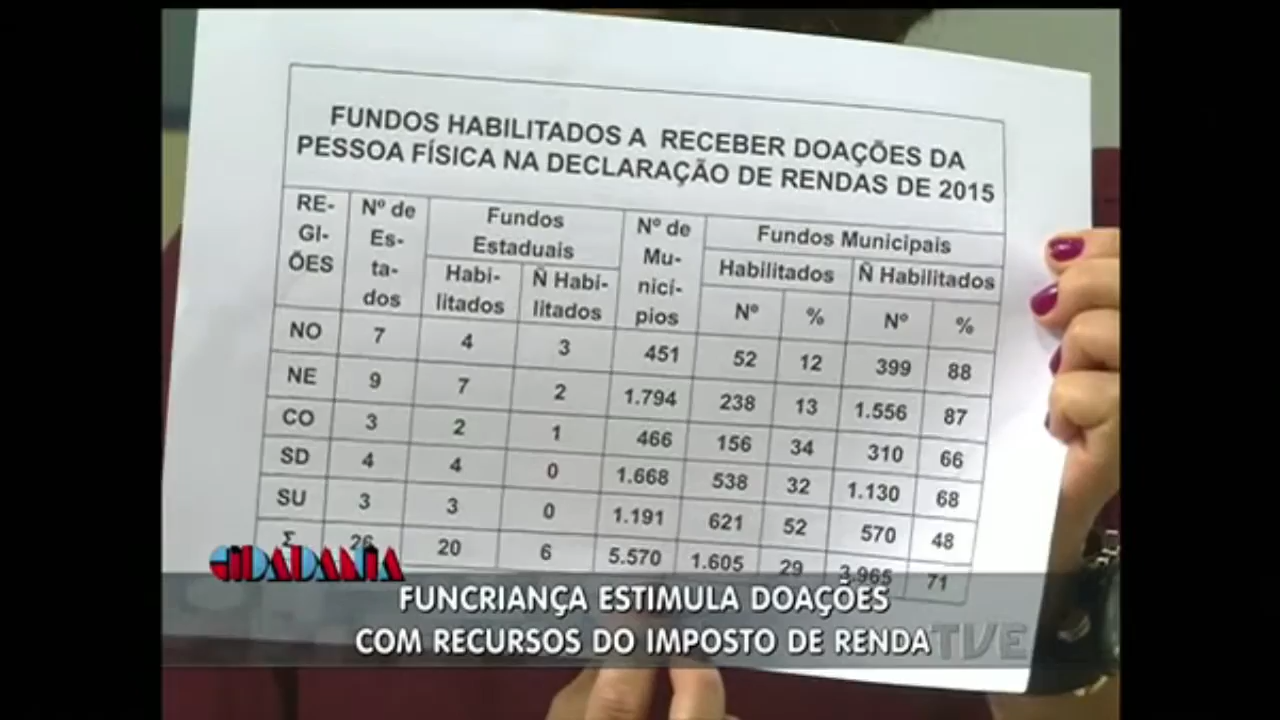 FUNDOS HABILITADOS A RECEBER DOAÇÕES DA
PESSOA FÍSICA NA DECLARAÇÃO DE RENDAS DE 2015
RE-
GI-
ÕES
Nº de
Es-
ta-
dos
Fundos
Estaduais
Habi-
litados
Ñ Habi-
litados
Nº de
Mu-
nicí-
pios
Fundos Municipais
Habilitados
Ñ Habilitados
Nº
%
Nº
%
NO 7 4 3 451 52 12 399 88
NE 9 7 2 1.794 238 13 1.556 87
CO 3 2 1 466 156 34 310 66
SD 4 4 0 1.668 538 32 1.130 68
SU 3 3 0 1.191 621 52 570 48
Σ 26 20 6 5.570 1.605 29 3.965 71
CIDADANIA
FUNCRIANÇA ESTIMULA DOAÇÕES
COM RECURSOS DO IMPOSTO DE RENDA
TVE